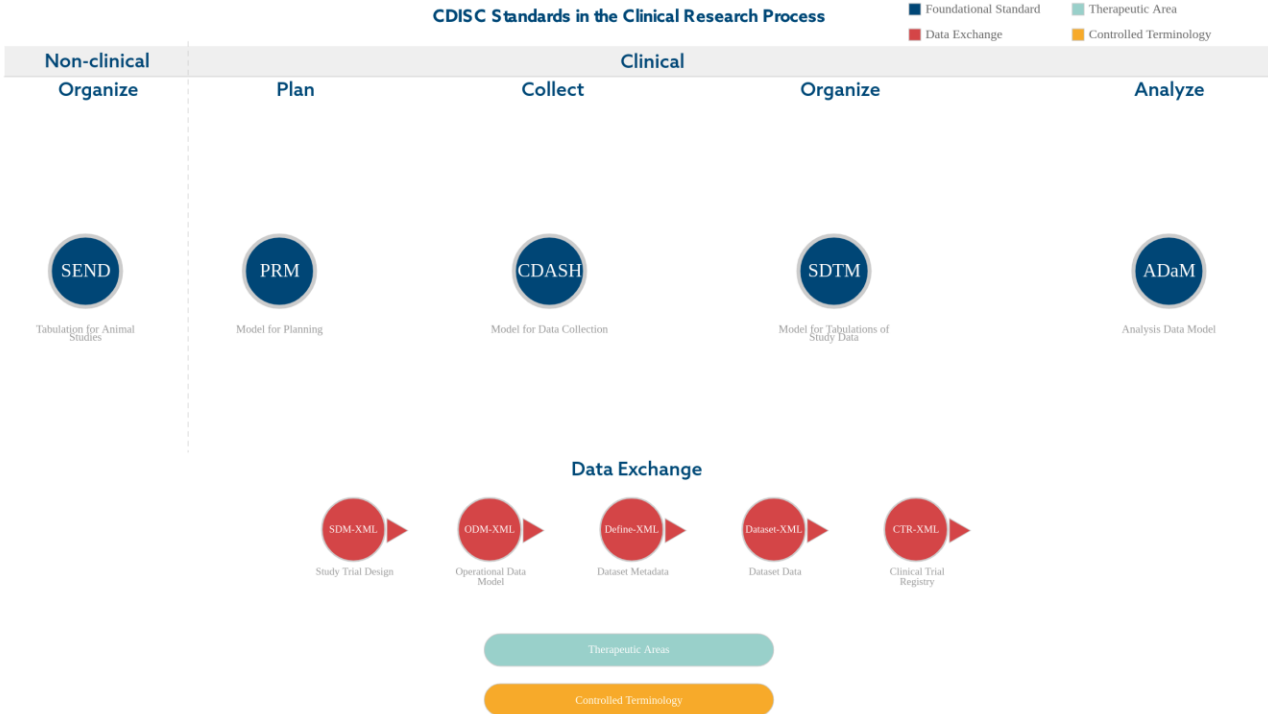 CDISC Standards in the Clinical Research Process
Foundational Standard
Therapeutic Area
Data Exchange
Controlled Terminology
Non-clinical
Clinical
Organize
Plan
Collect
Organize
Analyze
SEND
PRM
CDASH
SDTM
ADaM
Tabulation for Animal
Studies
Model for Planning
Model for Data Collection
Model for Tabulations of
Study Data
Analysis Data Model
Data Exchange
SDM-XML
ODM-XML
Define-XML
Dataset-XML
CTR-XML
Study Trial Design
Operational Data
Model
Dataset Metadata
Dataset Data
Clinical Trial
Registry
Therapeutic Areas
Controlled Terminology